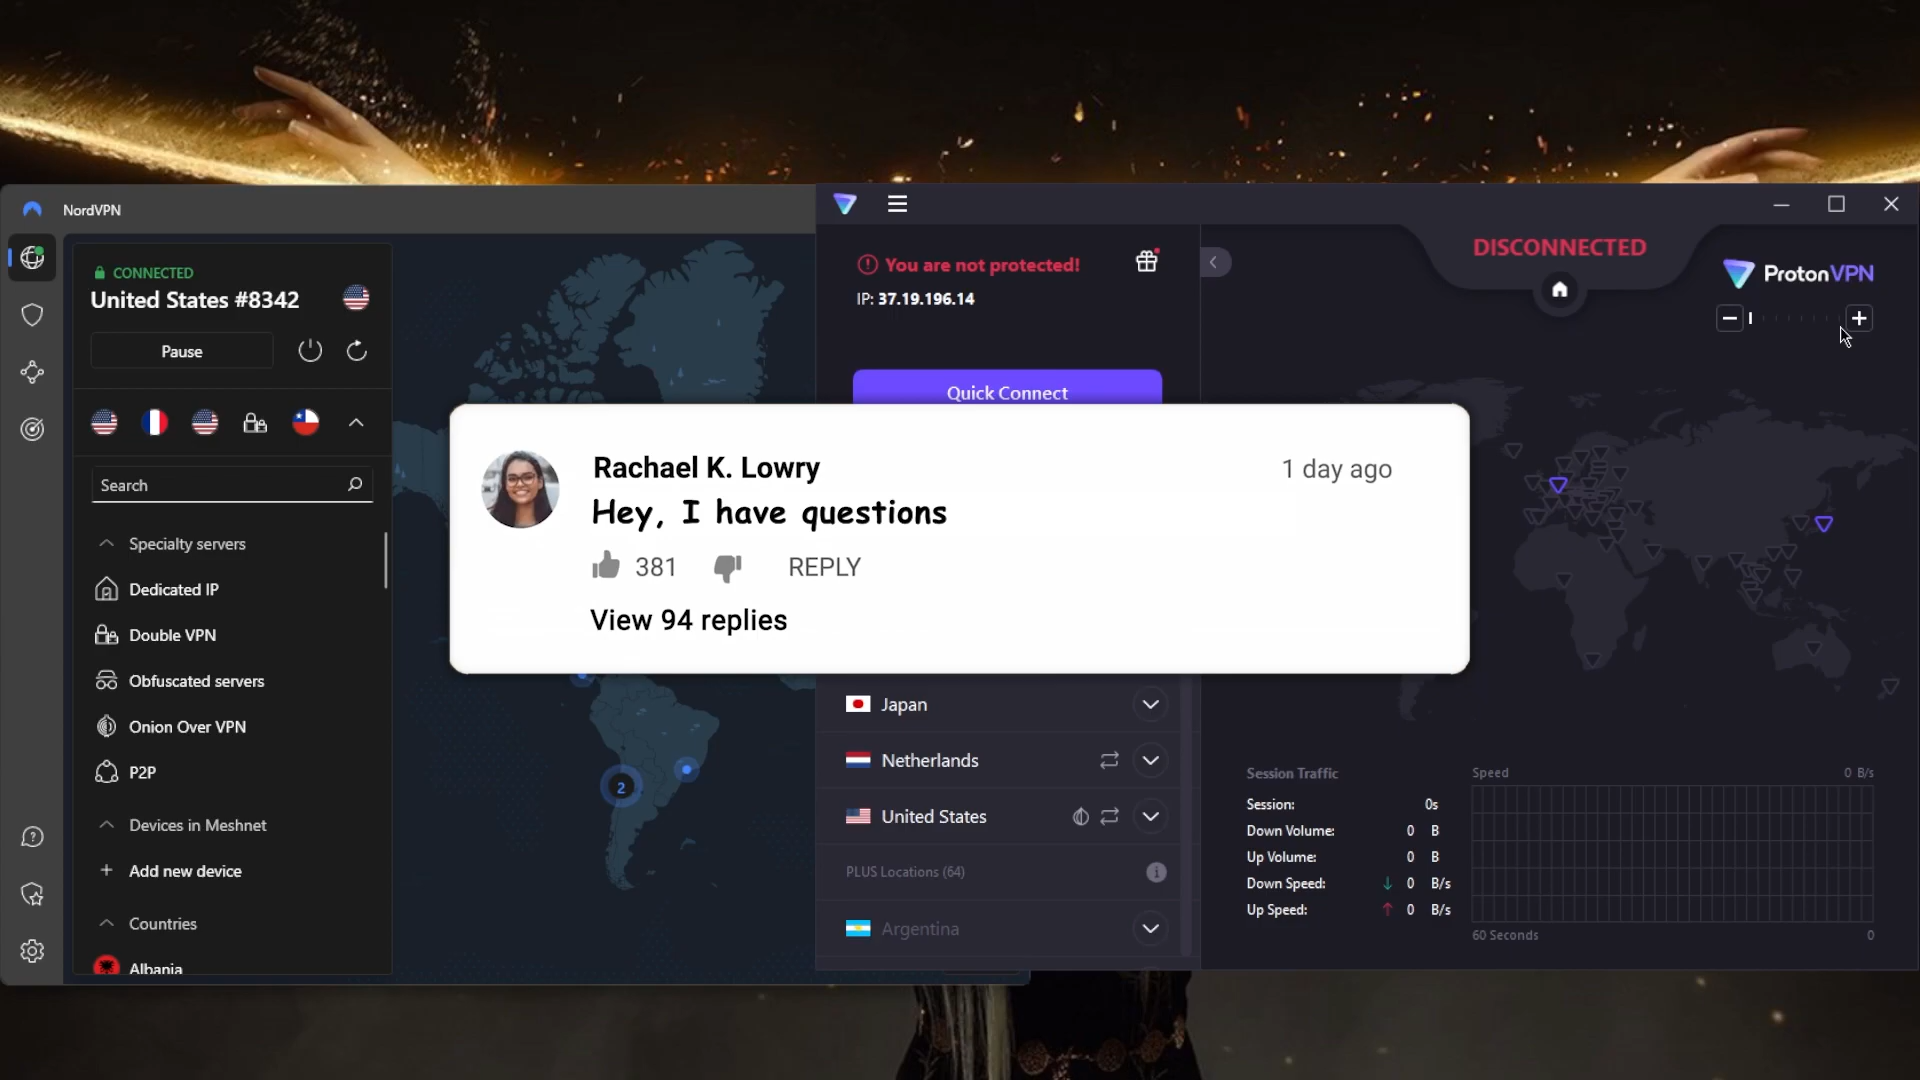 NordVPN
CONNECTED
United States #8342
Pause
Search
Specialty servers
Dedicated IP
Double VPN
Obfuscated servers
Onion Over VPN
P2P
Devices in Meshnet
Add new device
Countries
Albania
2
You are not protected!
IP: 37.19.196.14
Quick Connect
DISCONNECTED
ProtonVPN
Rachael K. Lowry
1 day ago
Hey, I have questions
381
REPLY
View 94 replies
Japan
Netherlands
United States
PLUS Locations (64)
Argentina
Session Traffic
Session: 0s
Down Volume: 0 B
Up Volume: 0 B
Down Speed: 0 B/s
Up Speed: 0 B/s
Speed 0 B/s
60 Seconds 0